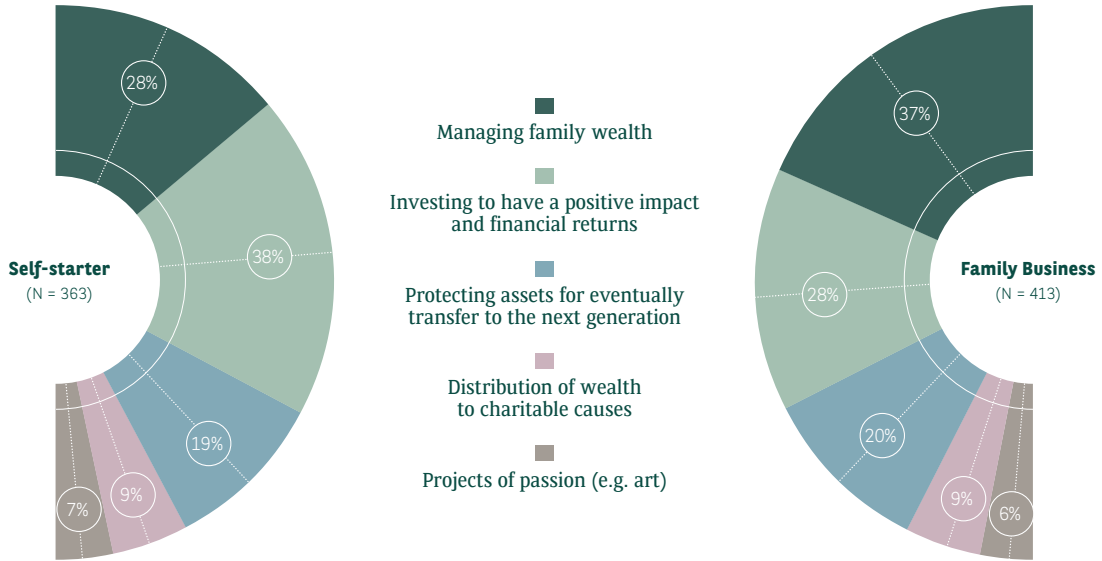 28%
38%
19%
9%
7%
Self-starter
(N = 363)
Managing family wealth
Investing to have a positive impact
and financial returns
Protecting assets for eventually
transfer to the next generation
Distribution of wealth
to charitable causes
Projects of passion (e.g. art)
37%
28%
20%
9%
6%
Family Business
(N = 413)